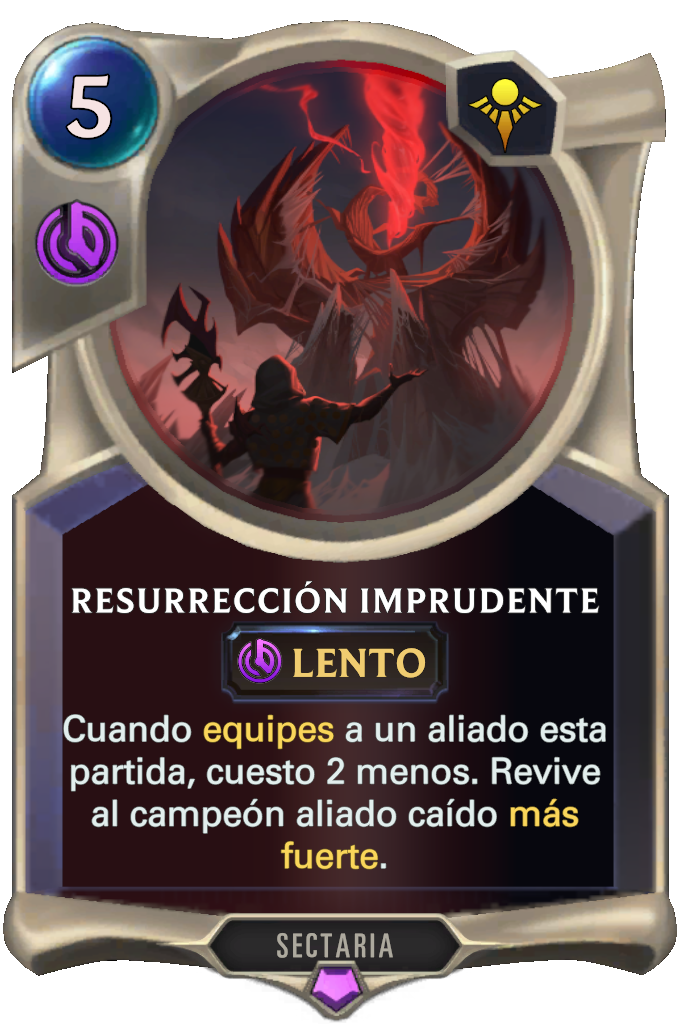 5
RESURRECCIÓN IMPRUDENTE
LENTO
Cuando equipes a un aliado esta
partida, cuesto 2 menos. Revive
al campeón aliado caído más
fuerte.
SECTARIA